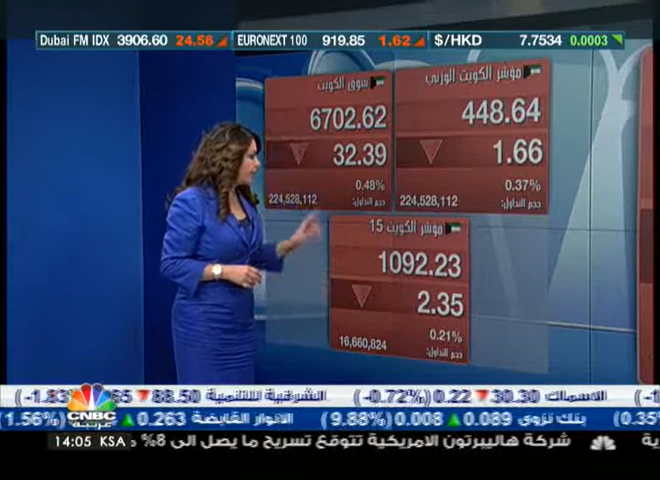 Dubai FM IDX 3906.60 24.56 EURONEXT 100 919.85 1.62 $/HKD 7.7534 0.0003
سوق الكويت
6702.62
32.39
0.48%
حجم التداول:
224,528,112
مؤشر الكويت الوزني
448.64
1.66
0.37%
حجم التداول:
224,528,112
مؤشر الكويت 15
1092.23
2.35
0.21%
حجم التداول:
16,660,824
الاسماك 30.30 0.22 (-0.72%) الشرقية للتنمية 88.50
بنك نزوى 0.089 0.008 (9.88%) الانوار القابضة 0.263
CNBC
عربية
14:05 KSA
شركة هاليبرتون الامريكية تتوقع تسريح ما يصل الى 8%